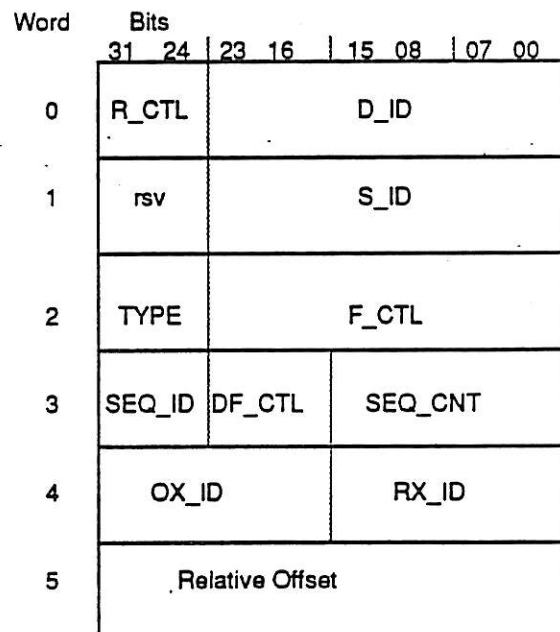 Word Bits
31 24 23 16 15 08 07 00
0 R_CTL D_ID
1 rsv S_ID
2 TYPE F_CTL
3 SEQ_ID DF_CTL SEQ_CNT
4 OX_ID RX_ID
5 Relative Offset